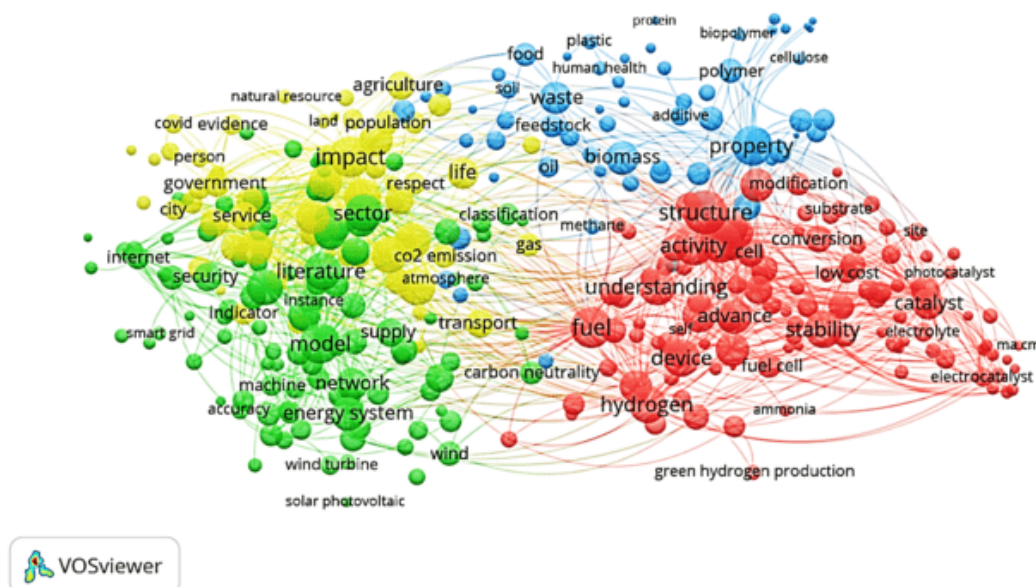 protein
plastic
biopolymer
food
human health
cellulose
polymer
agriculture
soil
natural resource
waste
additive
covid evidence
land population
feedstock
property
person
impact
oil
biomass
government
respect
life
modification
city
service
sector
classification
methane
structure
substrate
internet
security
literature
co2 emission
gas
activity
cell
conversion
site
atmosphere
understanding
low cost
photocatalyst
instance
indicator
catalyst
smart grid
model
supply
transport
fuel
self
advance
stability
electrolyte
ma cm
machine
network
carbon neutrality
device
fuel cell
electrocatalyst
accuracy
energy system
hydrogen
ammonia
wind turbine
wind
green hydrogen production
solar photovoltaic
VOSviewer